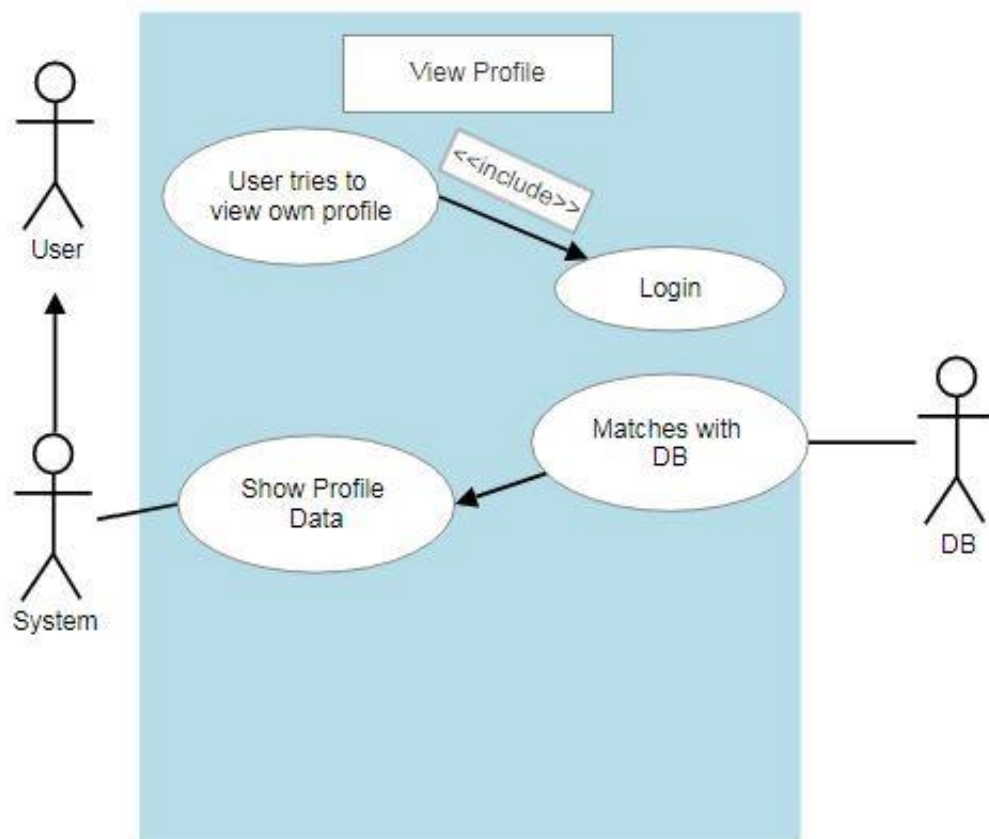 View Profile
<<include>>
User tries to
view own profile
User
Login
Matches with
DB
Show Profile
Data
DB
System